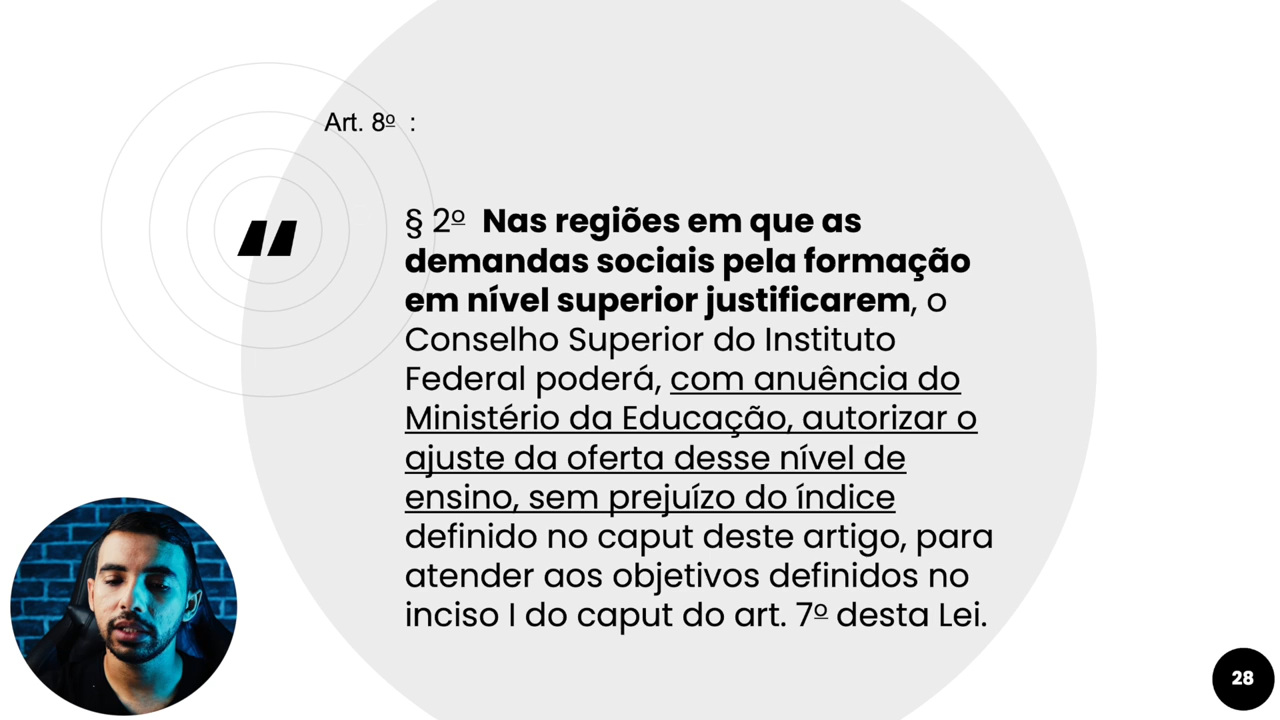 Art. 8º :
“
§ 2º Nas regiões em que as
demandas sociais pela formação
em nível superior justificarem, o
Conselho Superior do Instituto
Federal poderá, com anuência do
Ministério da Educação, autorizar o
ajuste da oferta desse nível de
ensino, sem prejuízo do índice
definido no caput deste artigo, para
atender aos objetivos definidos no
inciso I do caput do art. 7º desta Lei.
28